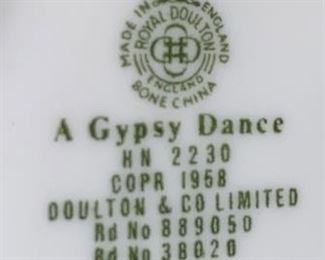 MADE IN ENGLAND
ROYAL DOULTON
ENGLAND
BONE CHINA
A Gypsy Dance
HN 2230
COPR 1958
DOULTON & CO LIMITED
Rd No 889050
Rd No 38020